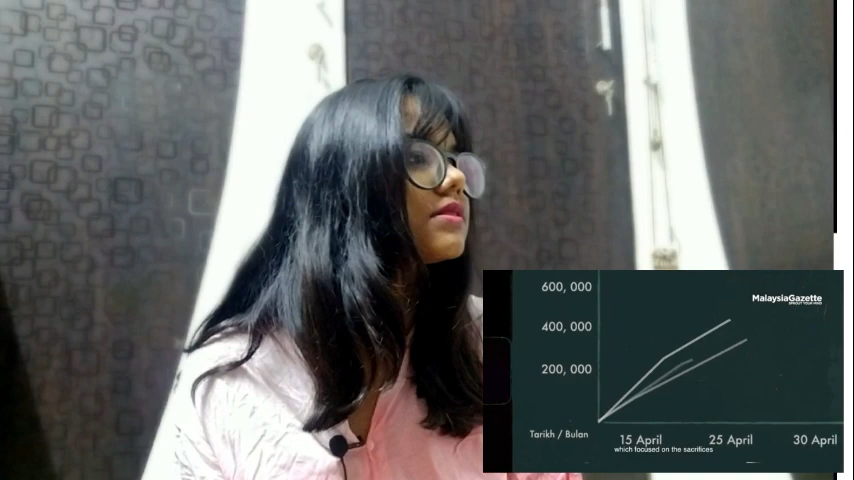 600, 000
MalaysiaGazette
400, 000
200, 000
Tarikh / Bulan
15 April
25 April
30 April
which focused on the sacrifices